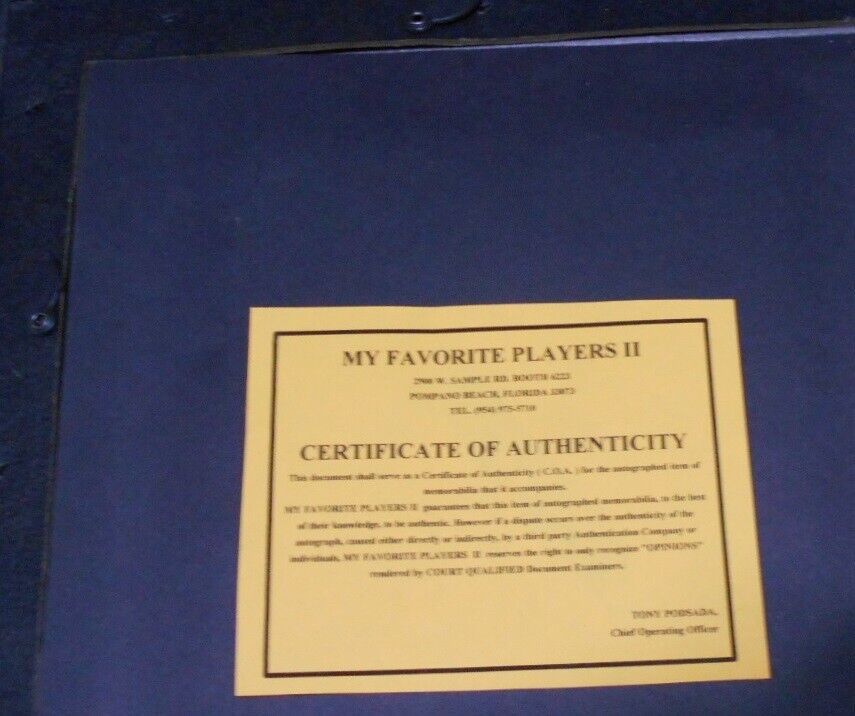 MY FAVORITE PLAYERS II
2900 W. SAMPLE RD. BOOTH 6223
POMPANO BEACH, FLORIDA 33073
TEL. (954) 975-5710
CERTIFICATE OF AUTHENTICITY
This document shall serve as a Certificate of Authenticity ( C.O.A. ) for the autographed item of
memorabilia that it accompanies.
MY FAVORITE PLAYERS II guarantees that this item of autographed memorabilia, to the best
of their knowledge, to be authentic. However if a dispute occurs over the authenticity of the
autograph, caused either directly or indirectly, by a third party Authentication Company or
individuals, MY FAVORITE PLAYERS II reserves the right to only recognize "OPINIONS"
rendered by COURT QUALIFIED Document Examiners.
TONY POSSADA,
Chief Operating Officer